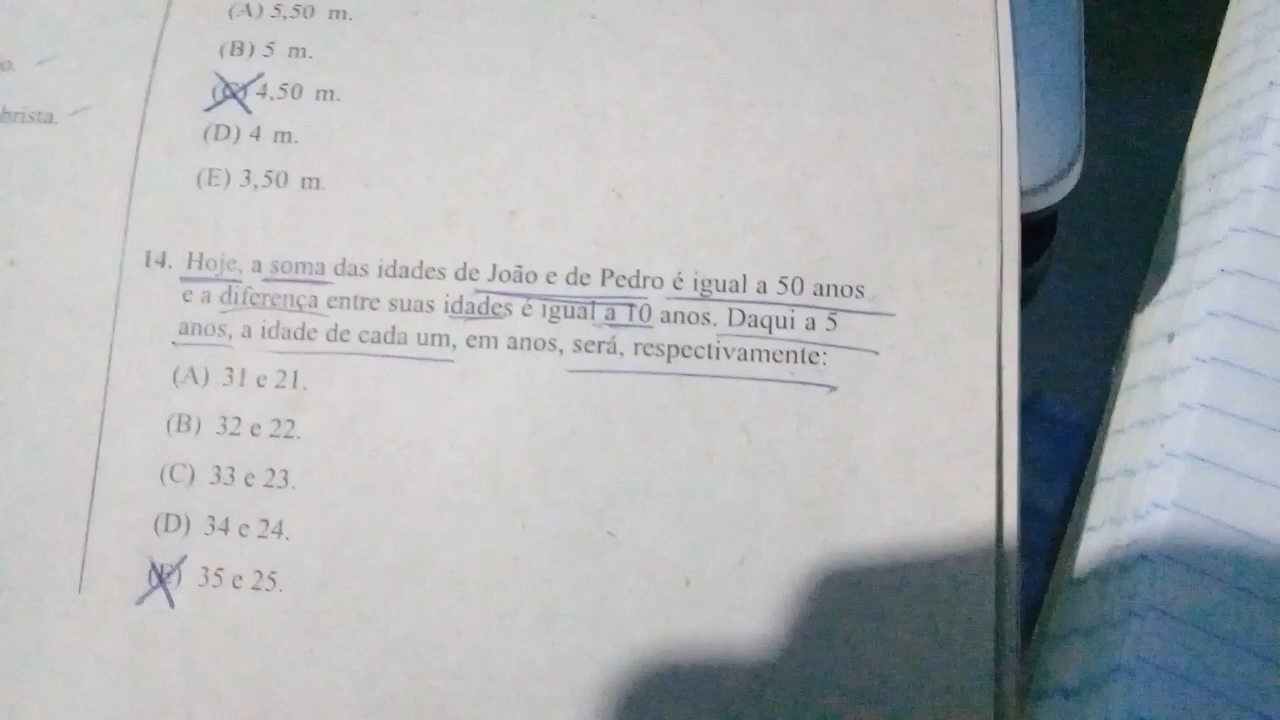 (A) 5,50 m.
(B) 5 m.
brista.
4,50 m.
(D) 4 m.
(E) 3,50 m.
14. Hoje, a soma das idades de João e de Pedro é igual a 50 anos
e a diferença entre suas idades é igual a 10 anos. Daqui a 5
anos, a idade de cada um, em anos, será, respectivamente:
(A) 31 e 21.
(B) 32 e 22.
(C) 33 e 23.
(D) 34 e 24.
(E) 35 e 25.